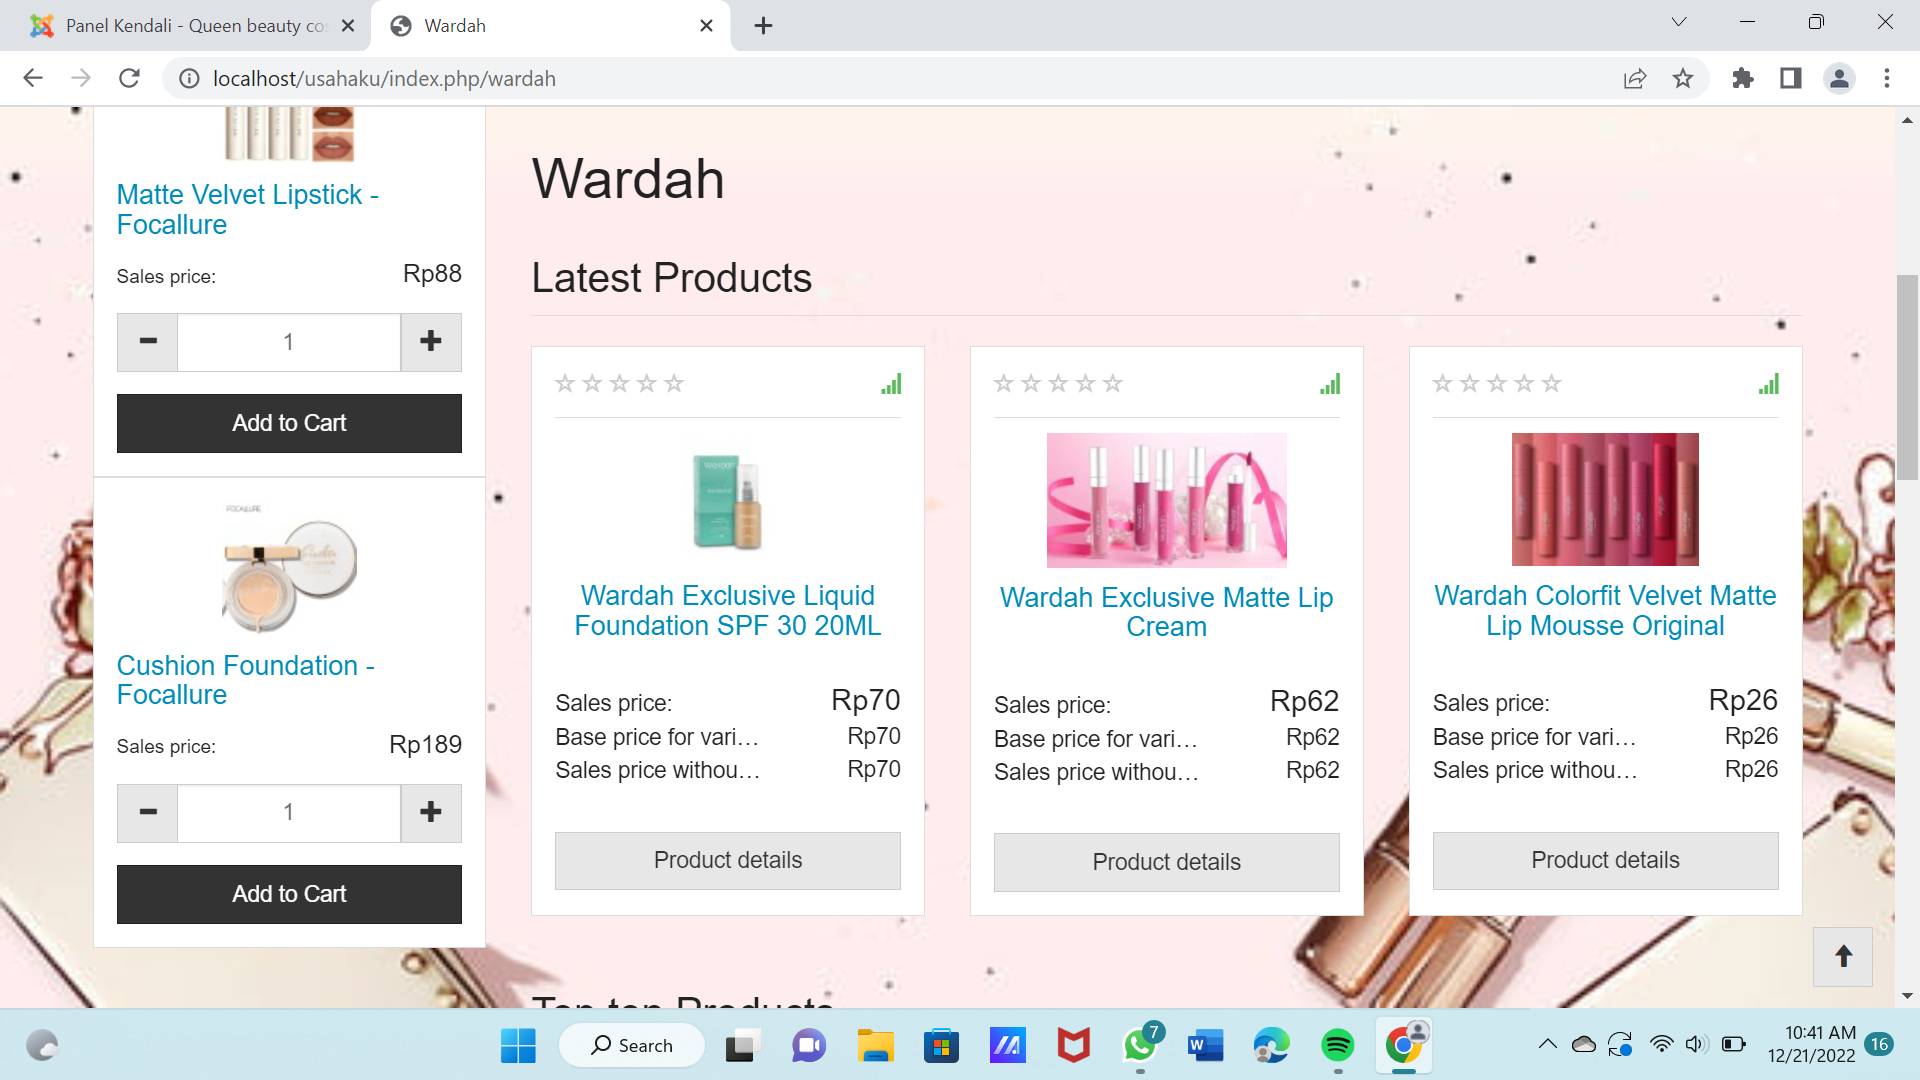 Panel Kendali - Queen beauty co
Wardah
localhost/usahaku/index.php/wardah
Matte Velvet Lipstick -
Focallure
Sales price: Rp88
1
Add to Cart
FOCALLURE
Cushion Foundation -
Focallure
Sales price: Rp189
1
Add to Cart
Wardah
Latest Products
Wardah
Wardah Exclusive Liquid
Foundation SPF 30 20ML
Sales price: Rp70
Base price for vari... Rp70
Sales price withou... Rp70
Product details
Wardah Exclusive Matte Lip
Cream
Sales price: Rp62
Base price for vari... Rp62
Sales price withou... Rp62
Product details
Wardah Colorfit Velvet Matte
Lip Mousse Original
Sales price: Rp26
Base price for vari... Rp26
Sales price withou... Rp26
Product details
Top ten Products
Search
7
10:41 AM
12/21/2022
16